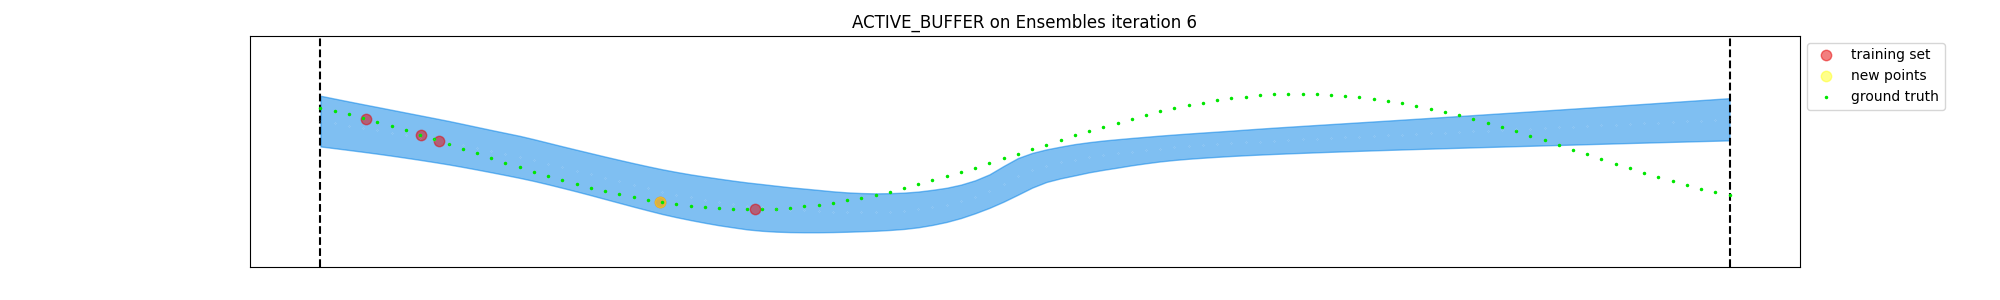 ACTIVE_BUFFER on Ensembles iteration 6
training set
new points
ground truth